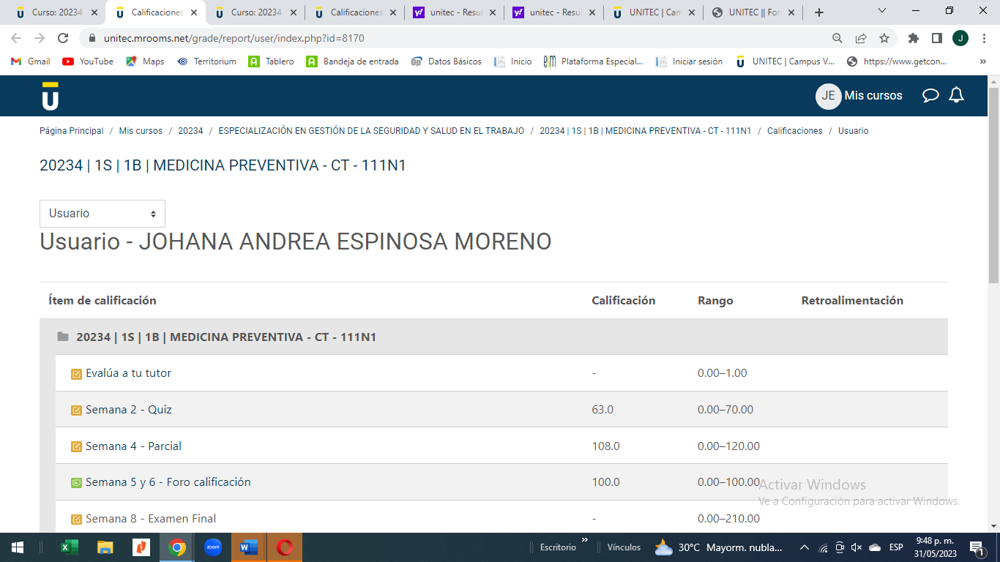 Curso: 20234 Calificaciones Curso: 20234 Calificaciones unitec - Resul unitec - Resul UNITEC | Cam UNITEC || Fon
unitec.mrooms.net/grade/report/user/index.php?id=8170 J
Gmail YouTube Maps Territorium Tablero Bandeja de entrada Datos Básicos Inicio Plataforma Especial... Iniciar sesión UNITEC | Campus V... https://www.getcon... »
JE Mis cursos
Página Principal / Mis cursos / 20234 / ESPECIALIZACIÓN EN GESTIÓN DE LA SEGURIDAD Y SALUD EN EL TRABAJO / 20234 | 1S | 1B | MEDICINA PREVENTIVA - CT - 111N1 / Calificaciones / Usuario
20234 | 1S | 1B | MEDICINA PREVENTIVA - CT - 111N1
Usuario
Usuario - JOHANA ANDREA ESPINOSA MORENO
Ítem de calificación Calificación Rango Retroalimentación
20234 | 1S | 1B | MEDICINA PREVENTIVA - CT - 111N1
Evalúa a tu tutor - 0.00–1.00
Semana 2 - Quiz 63.0 0.00–70.00
Semana 4 - Parcial 108.0 0.00–120.00
Semana 5 y 6 - Foro calificación 100.0 0.00–100.00
Activar Windows
Ve a Configuración para activar Windows.
Semana 8 - Examen Final - 0.00–210.00
zoom Escritorio » Vínculos 30°C Mayorm. nubla... ESP 9:48 p. m.
31/05/2023 1